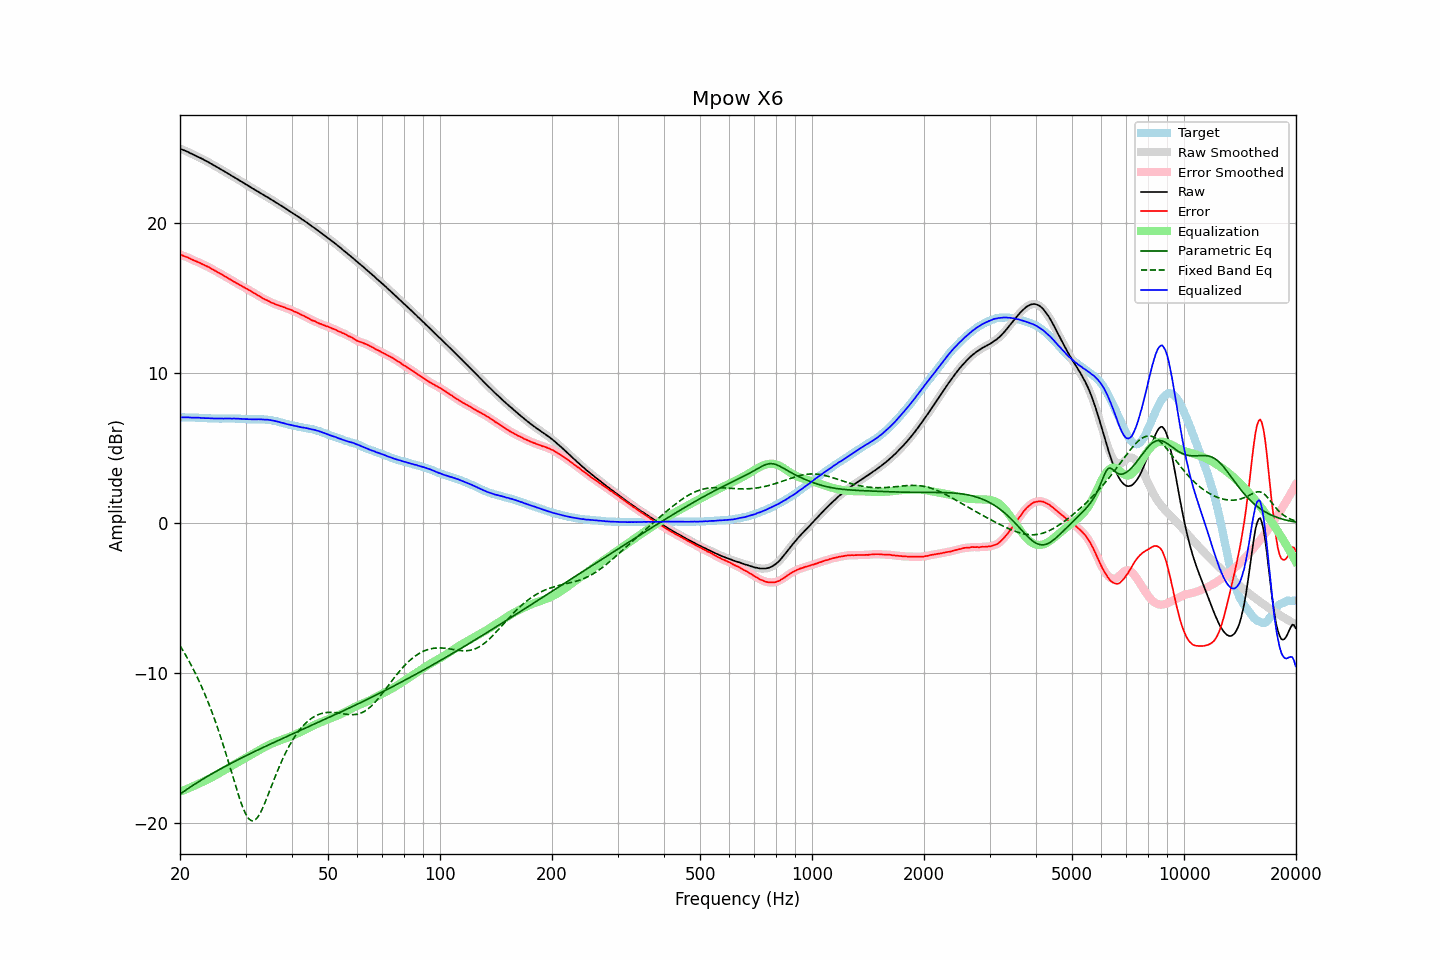 Mpow X6
Target
Raw Smoothed
Error Smoothed
Raw
Error
Equalization
Parametric Eq
Fixed Band Eq
Equalized
Amplitude (dBr)
20
10
0
−10
−20
20 50 100 200 500 1000 2000 5000 10000 20000
Frequency (Hz)